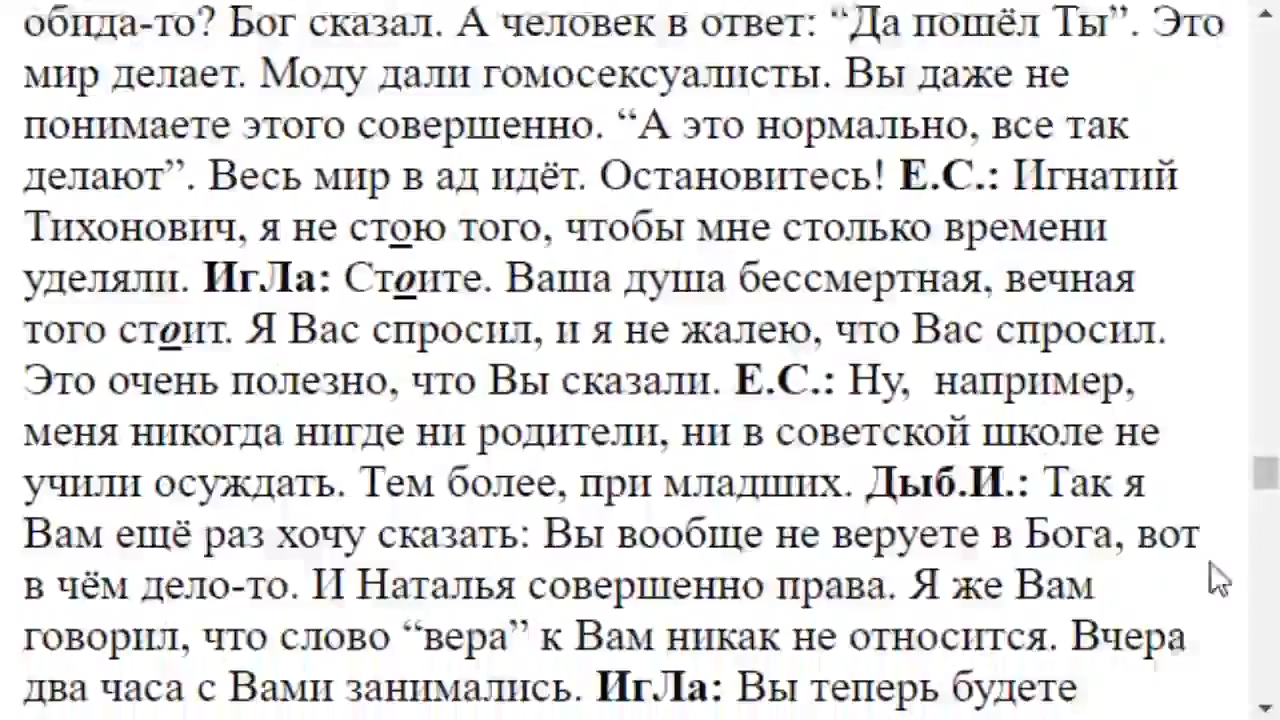 обида-то? Бог сказал. А человек в ответ: “Да пошёл Ты”. Это
мир делает. Моду дали гомосексуалисты. Вы даже не
понимаете этого совершенно. “А это нормально, все так
делают”. Весь мир в ад идёт. Остановитесь! Е.С.: Игнатий
Тихонович, я не стою того, чтобы мне столько времени
уделяли. ИгЛа: Стоите. Ваша душа бессмертная, вечная
того стоит. Я Вас спросил, и я не жалею, что Вас спросил.
Это очень полезно, что Вы сказали. Е.С.: Ну, например,
меня никогда нигде ни родители, ни в советской школе не
учили осуждать. Тем более, при младших. Дыб.И.: Так я
Вам ещё раз хочу сказать: Вы вообще не веруете в Бога, вот
в чём дело-то. И Наталья совершенно права. Я же Вам
говорил, что слово “вера” к Вам никак не относится. Вчера
два часа с Вами занимались. ИгЛа: Вы теперь будете